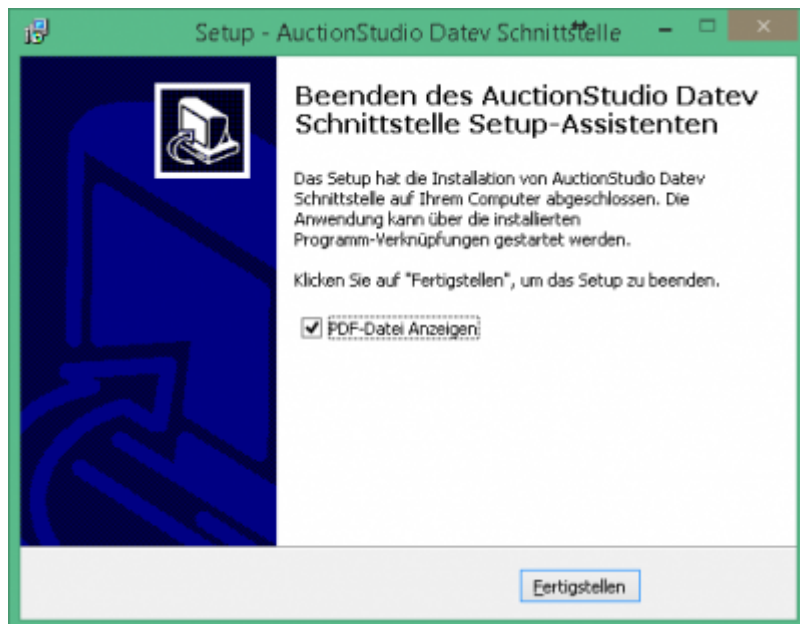 Setup - AuctionStudio Datev Schnittstelle
Beenden des AuctionStudio Datev
Schnittstelle Setup-Assistenten
Das Setup hat die Installation von AuctionStudio Datev
Schnittstelle auf Ihrem Computer abgeschlossen. Die
Anwendung kann über die installierten
Programm-Verknüpfungen gestartet werden.
Klicken Sie auf "Fertigstellen", um das Setup zu beenden.
PDF-Datei Anzeigen
Fertigstellen